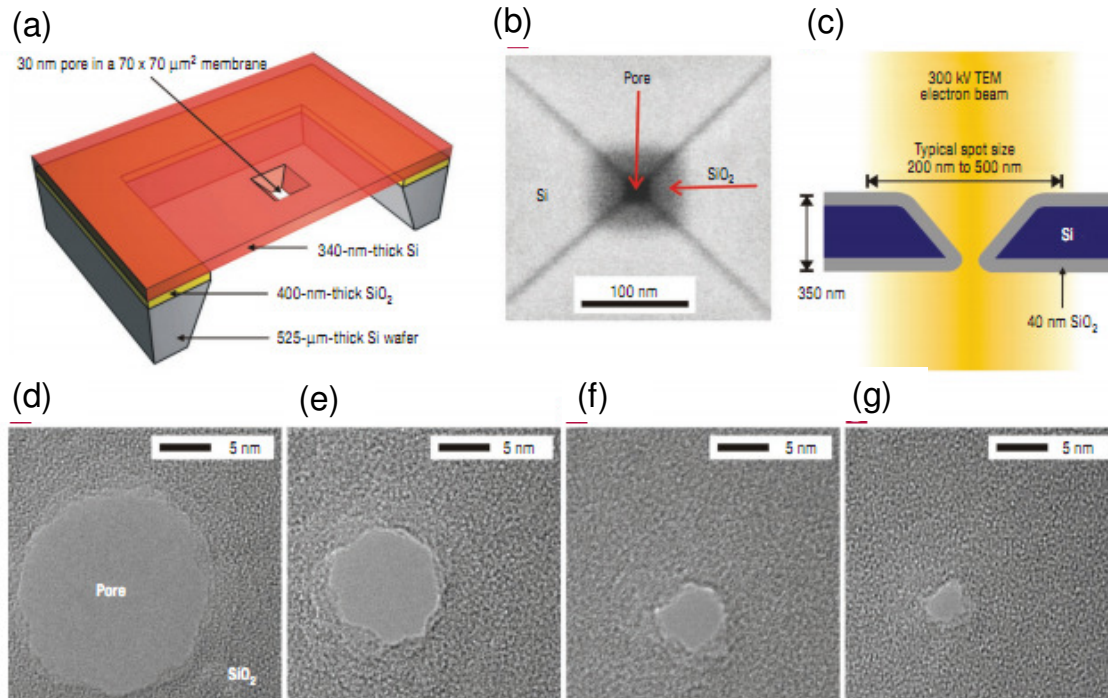 (a)
30 nm pore in a 70 x 70 µm² membrane
340-nm-thick Si
400-nm-thick SiO₂
525-µm-thick Si wafer
(b)
Pore
Si
SiO₂
100 nm
(c)
300 kV TEM
electron beam
Typical spot size
200 nm to 500 nm
Si
350 nm
40 nm SiO₂
(d)
5 nm
Pore
SiO₂
(e)
5 nm
(f)
5 nm
(g)
5 nm